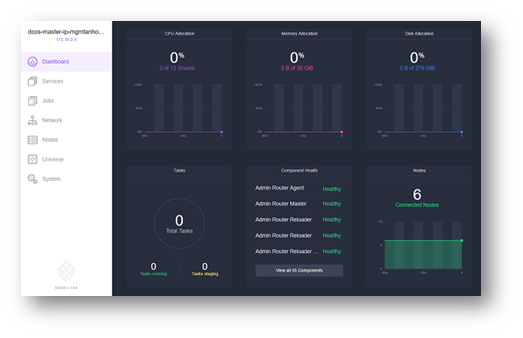 dcos-master-ip-mgmtanho...
172.16.0.5
Dashboard
Services
Jobs
Network
Nodes
Universe
System
CPU Allocation
0%
0 of 12 Shares
Memory Allocation
0%
0 B of 36 GiB
Disk Allocation
0%
0 B of 276 GiB
Tasks
0
Total Tasks
0
Tasks running
0
Tasks staging
Component Health
Admin Router Agent Healthy
Admin Router Master Healthy
Admin Router Reloader Healthy
Admin Router Reloader Healthy
Admin Router Reloader ... Healthy
View all 35 Components
Nodes
6
Connected Nodes